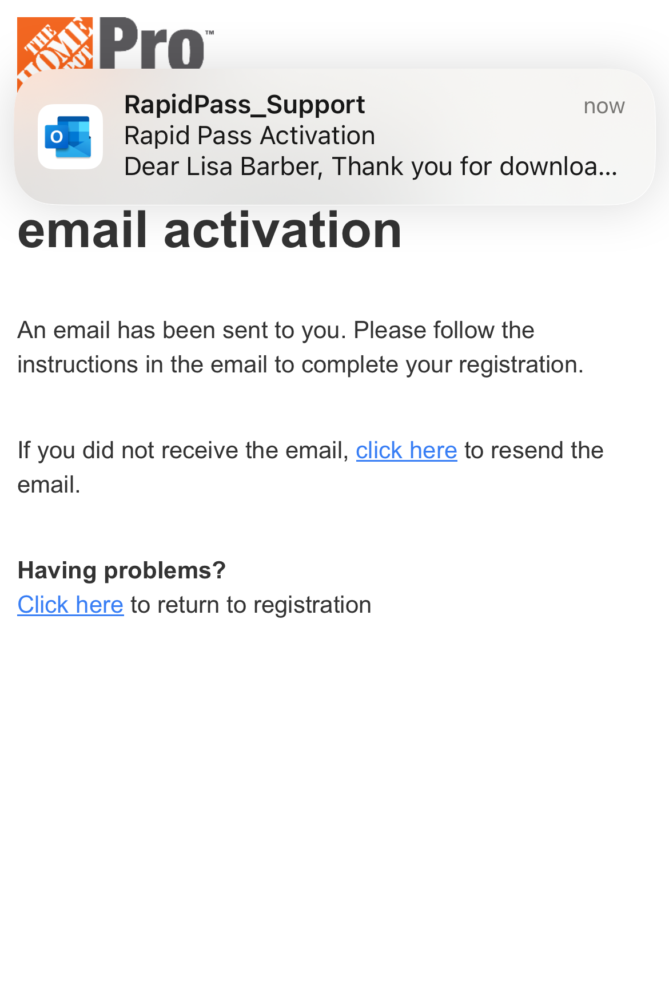 THE
HOME
DEPOT
Pro™
RapidPass_Support
now
Rapid Pass Activation
Dear Lisa Barber, Thank you for downloa...
email activation
An email has been sent to you. Please follow the
instructions in the email to complete your registration.
If you did not receive the email, click here to resend the
email.
Having problems?
Click here to return to registration